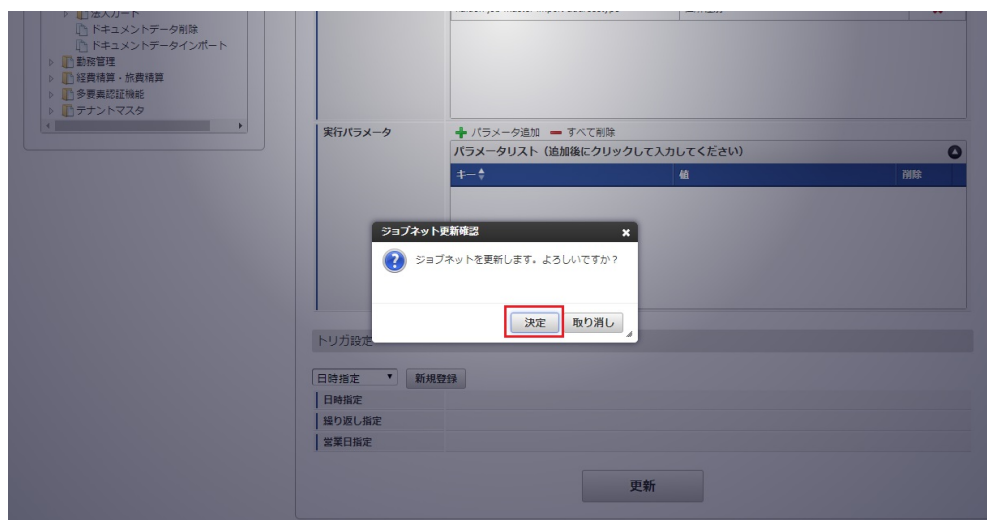 法人カード
ドキュメントデータ削除
ドキュメントデータインポート
勤務管理
経費精算・旅費精算
多要素認証機能
テナントマスタ
実行パラメータ
パラメータ追加 すべて削除
パラメータリスト（追加後にクリックして入力してください）
キー 値 削除
ジョブネット更新確認
ジョブネットを更新します。よろしいですか？
決定 取り消し
トリガ設定
日時指定 新規登録
日時指定
繰り返し指定
営業日指定
更新